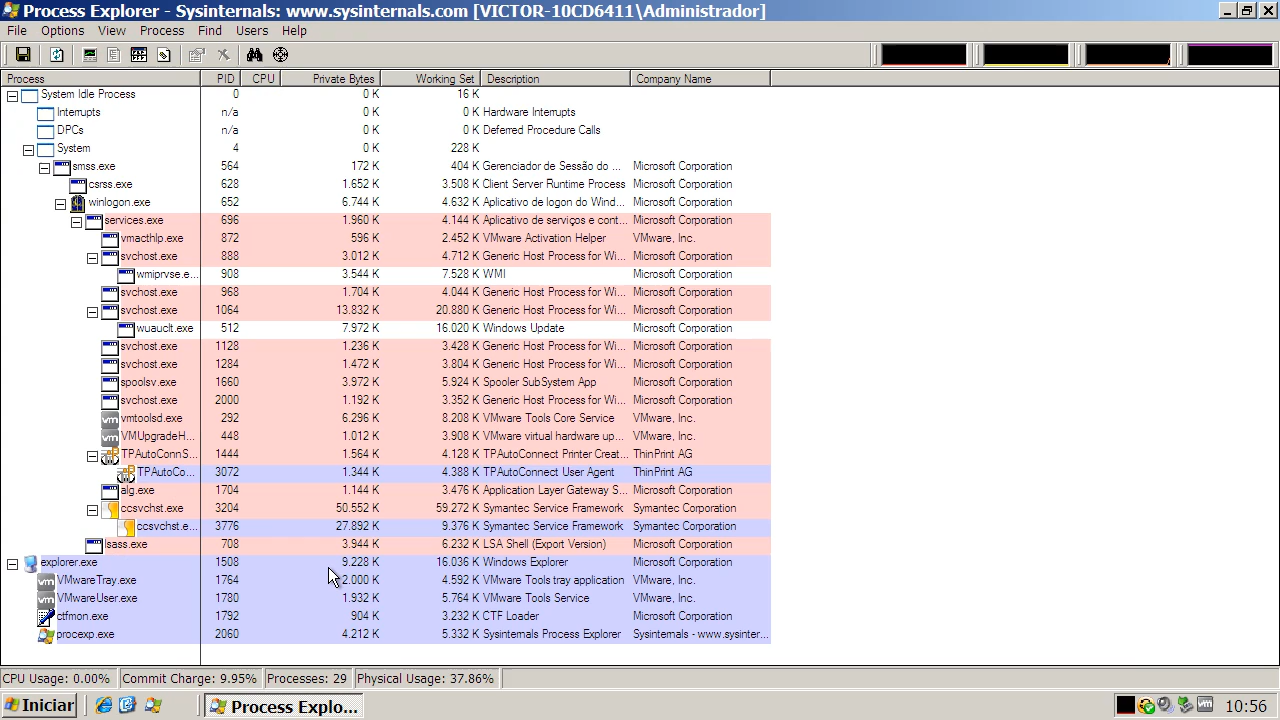 Process Explorer - Sysinternals: www.sysinternals.com [VICTOR-10CD6411\Administrador]
File Options View Process Find Users Help
Process PID CPU Private Bytes Working Set Description Company Name
System Idle Process 0 0 K 16 K
Interrupts n/a 0 K 0 K Hardware Interrupts
DPCs n/a 0 K 0 K Deferred Procedure Calls
System 4 0 K 228 K
smss.exe 564 172 K 404 K Gerenciador de Sessão do ... Microsoft Corporation
csrss.exe 628 1.652 K 3.508 K Client Server Runtime Process Microsoft Corporation
winlogon.exe 652 6.744 K 4.632 K Aplicativo de logon do Wind... Microsoft Corporation
services.exe 696 1.960 K 4.144 K Aplicativo de serviços e cont... Microsoft Corporation
vmacthlp.exe 872 596 K 2.452 K VMware Activation Helper VMware, Inc.
svchost.exe 888 3.012 K 4.712 K Generic Host Process for Wi... Microsoft Corporation
wmiprvse.e... 908 3.544 K 7.528 K WMI Microsoft Corporation
svchost.exe 968 1.704 K 4.044 K Generic Host Process for Wi... Microsoft Corporation
svchost.exe 1064 13.832 K 20.880 K Generic Host Process for Wi... Microsoft Corporation
wuauclt.exe 512 7.972 K 16.020 K Windows Update Microsoft Corporation
svchost.exe 1128 1.236 K 3.428 K Generic Host Process for Wi... Microsoft Corporation
svchost.exe 1284 1.472 K 3.804 K Generic Host Process for Wi... Microsoft Corporation
spoolsv.exe 1660 3.972 K 5.924 K Spooler SubSystem App Microsoft Corporation
svchost.exe 2000 1.192 K 3.352 K Generic Host Process for Wi... Microsoft Corporation
vmtoolsd.exe 292 6.296 K 8.208 K VMware Tools Core Service VMware, Inc.
VMUpgradeH... 448 1.012 K 3.908 K VMware virtual hardware up... VMware, Inc.
TPAutoConnS... 1444 1.564 K 4.128 K TPAutoConnect Printer Creat... ThinPrint AG
TPAutoCo... 3072 1.344 K 4.388 K TPAutoConnect User Agent ThinPrint AG
alg.exe 1704 1.144 K 3.476 K Application Layer Gateway S... Microsoft Corporation
ccsvchst.exe 3204 50.552 K 59.272 K Symantec Service Framework Symantec Corporation
ccsvchst.e... 3776 27.892 K 9.376 K Symantec Service Framework Symantec Corporation
lsass.exe 708 3.944 K 6.232 K LSA Shell (Export Version) Microsoft Corporation
explorer.exe 1508 9.228 K 16.036 K Windows Explorer Microsoft Corporation
VMwareTray.exe 1764 2.000 K 4.592 K VMware Tools tray application VMware, Inc.
VMwareUser.exe 1780 1.932 K 5.764 K VMware Tools Service VMware, Inc.
ctfmon.exe 1792 904 K 3.232 K CTF Loader Microsoft Corporation
procexp.exe 2060 4.212 K 5.332 K Sysinternals Process Explorer Sysinternals - www.sysinter...
CPU Usage: 0.00% Commit Charge: 9.95% Processes: 29 Physical Usage: 37.86%
Iniciar Process Explo... 10:56